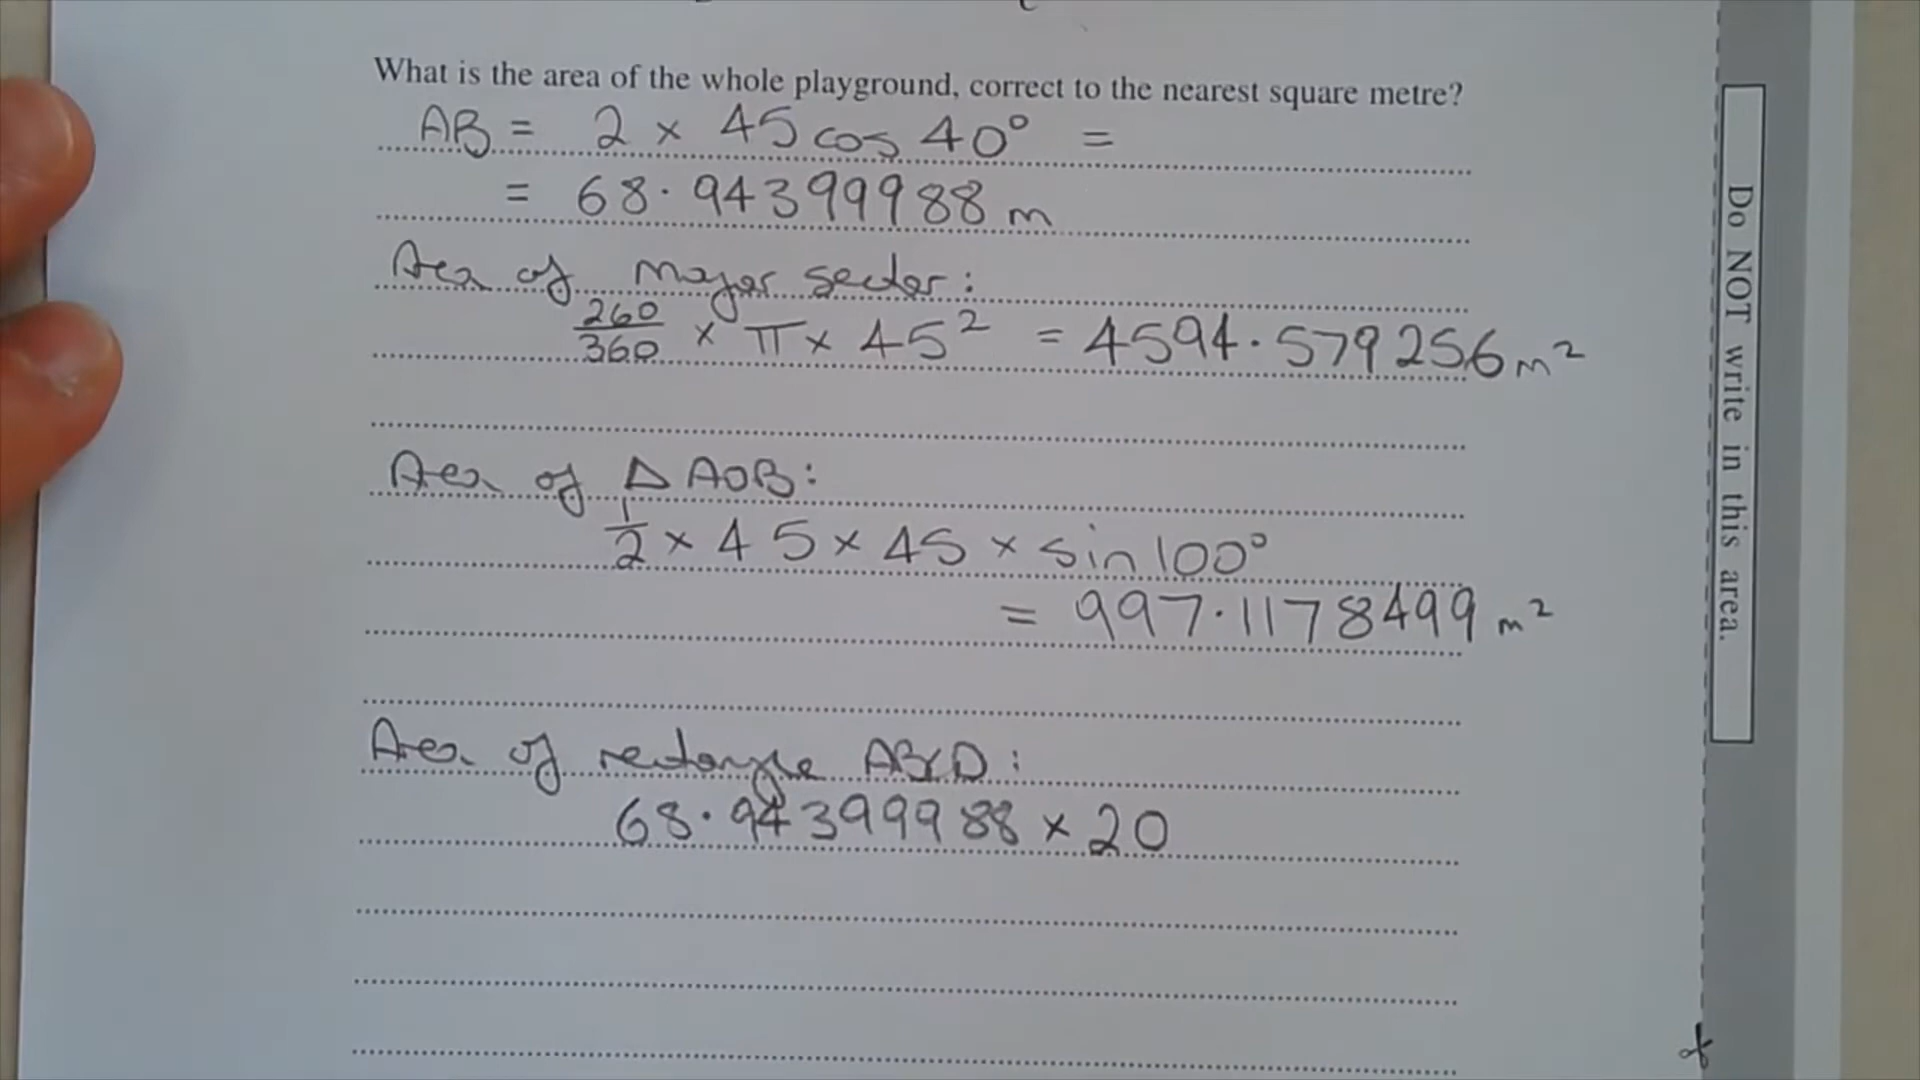 What is the area of the whole playground, correct to the nearest square metre?
AB = 2 × 45 cos 40° =
= 68.94399988 m
Area of major sector:
260/360 × π × 45² = 4594.579256 m²
Area of △ AOB:
1/2 × 45 × 45 × sin 100°
= 997.1178499 m²
Area of rectangle ABCD:
68.94399988 × 20
Do NOT write in this area.